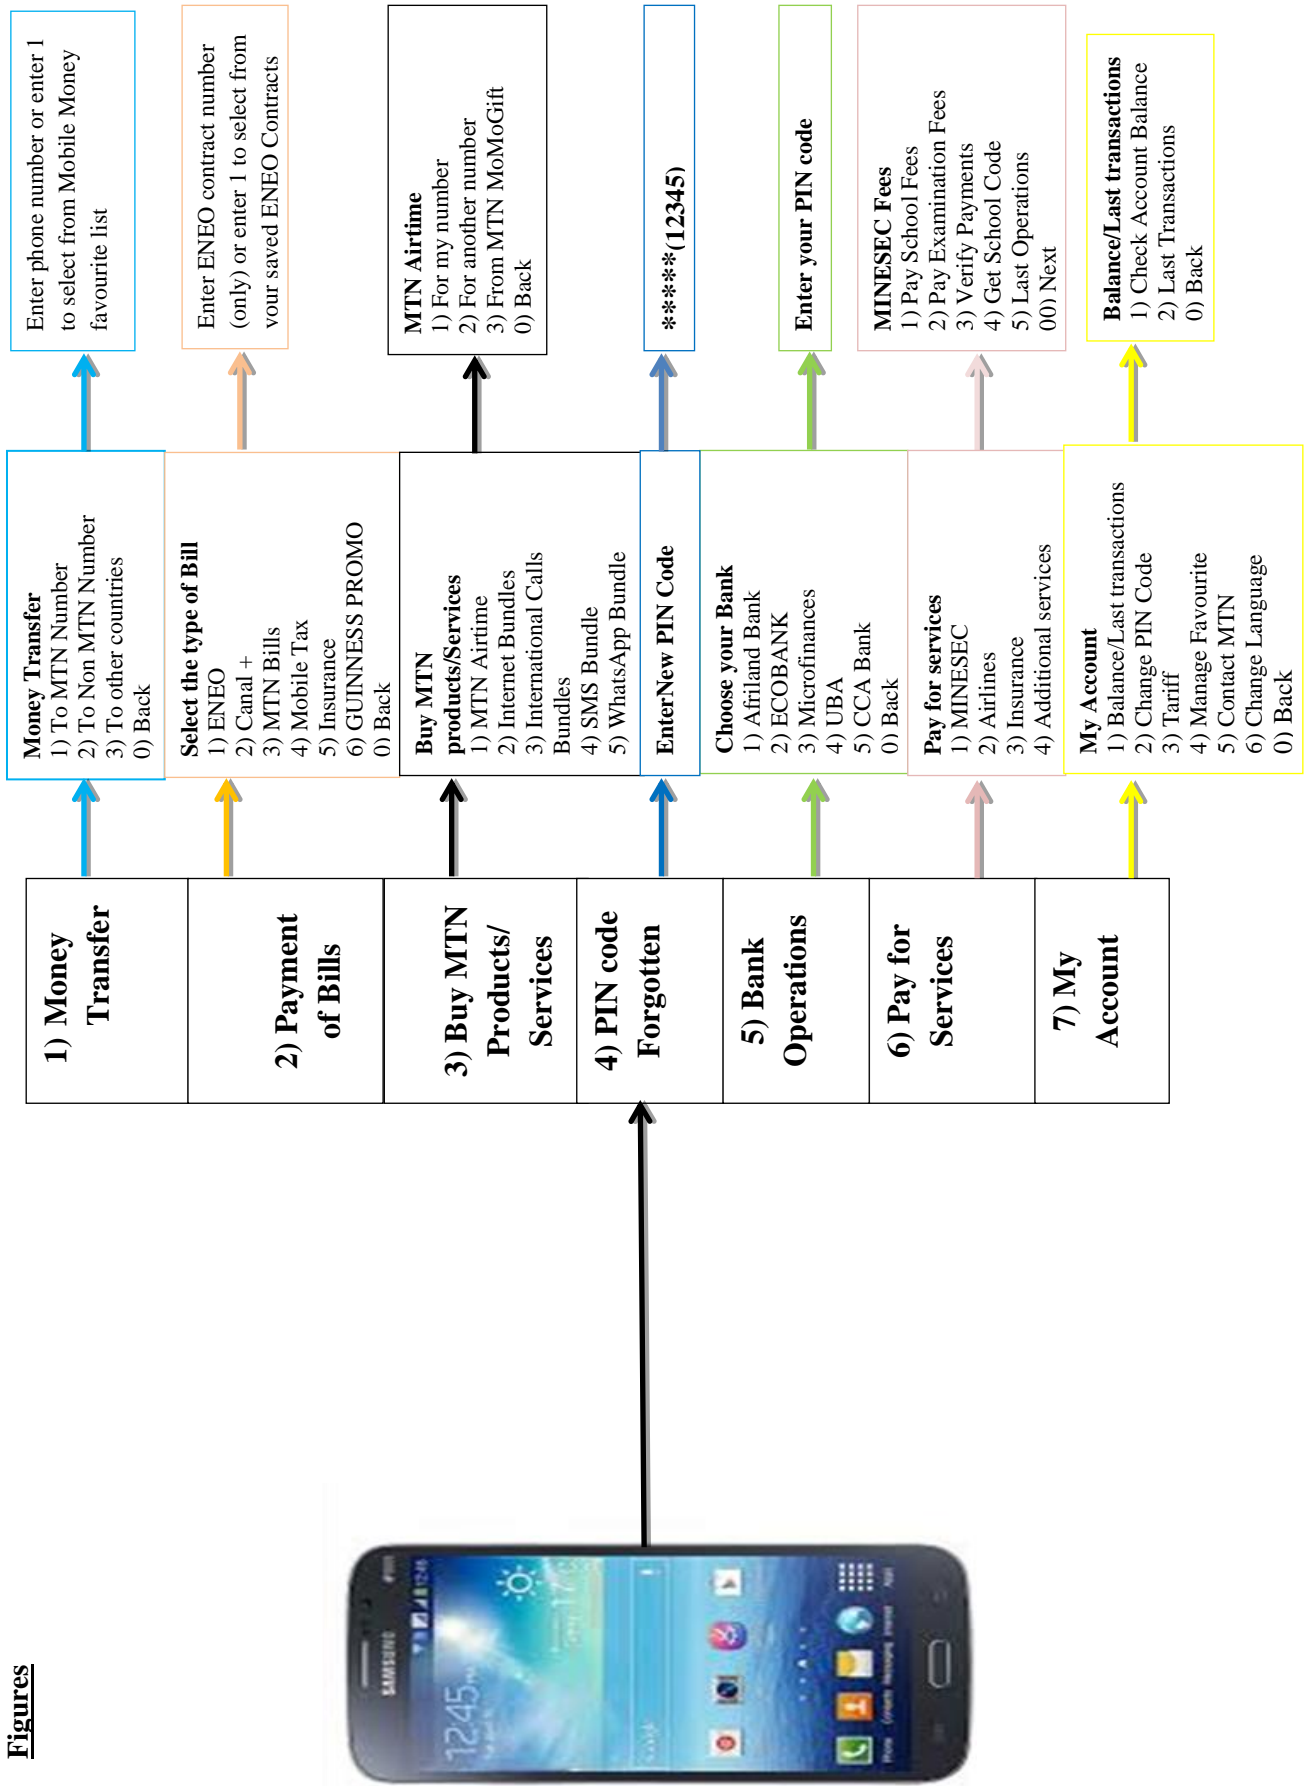 Figures
SAMSUNG
12:45
1) Money
Transfer
2) Payment
of Bills
3) Buy MTN
Products/
Services
4) PIN code
Forgotten
5) Bank
Operations
6) Pay for
Services
7) My
Account
Money Transfer
1) To MTN Number
2) To Non MTN Number
3) To other countries
0) Back
Select the type of Bill
1) ENEO
2) Canal +
3) MTN Bills
4) Mobile Tax
5) Insurance
6) GUINNESS PROMO
0) Back
Buy MTN
products/Services
1) MTN Airtime
2) Internet Bundles
3) International Calls
Bundles
4) SMS Bundle
5) WhatsApp Bundle
EnterNew PIN Code
Choose your Bank
1) Afriland Bank
2) ECOBANK
3) Microfinances
4) UBA
5) CCA Bank
0) Back
Pay for services
1) MINESEC
2) Airlines
3) Insurance
4) Additional services
My Account
1) Balance/Last transactions
2) Change PIN Code
3) Tariff
4) Manage Favourite
5) Contact MTN
6) Change Language
0) Back
Enter phone number or enter 1
to select from Mobile Money
favourite list
Enter ENEO contract number
(only) or enter 1 to select from
your saved ENEO Contracts
MTN Airtime
1) For my number
2) For another number
3) From MTN MoMoGift
0) Back
*****(12345)
Enter your PIN code
MINESEC Fees
1) Pay School Fees
2) Pay Examination Fees
3) Verify Payments
4) Get School Code
5) Last Operations
00) Next
Balance/Last transactions
1) Check Account Balance
2) Last Transactions
0) Back